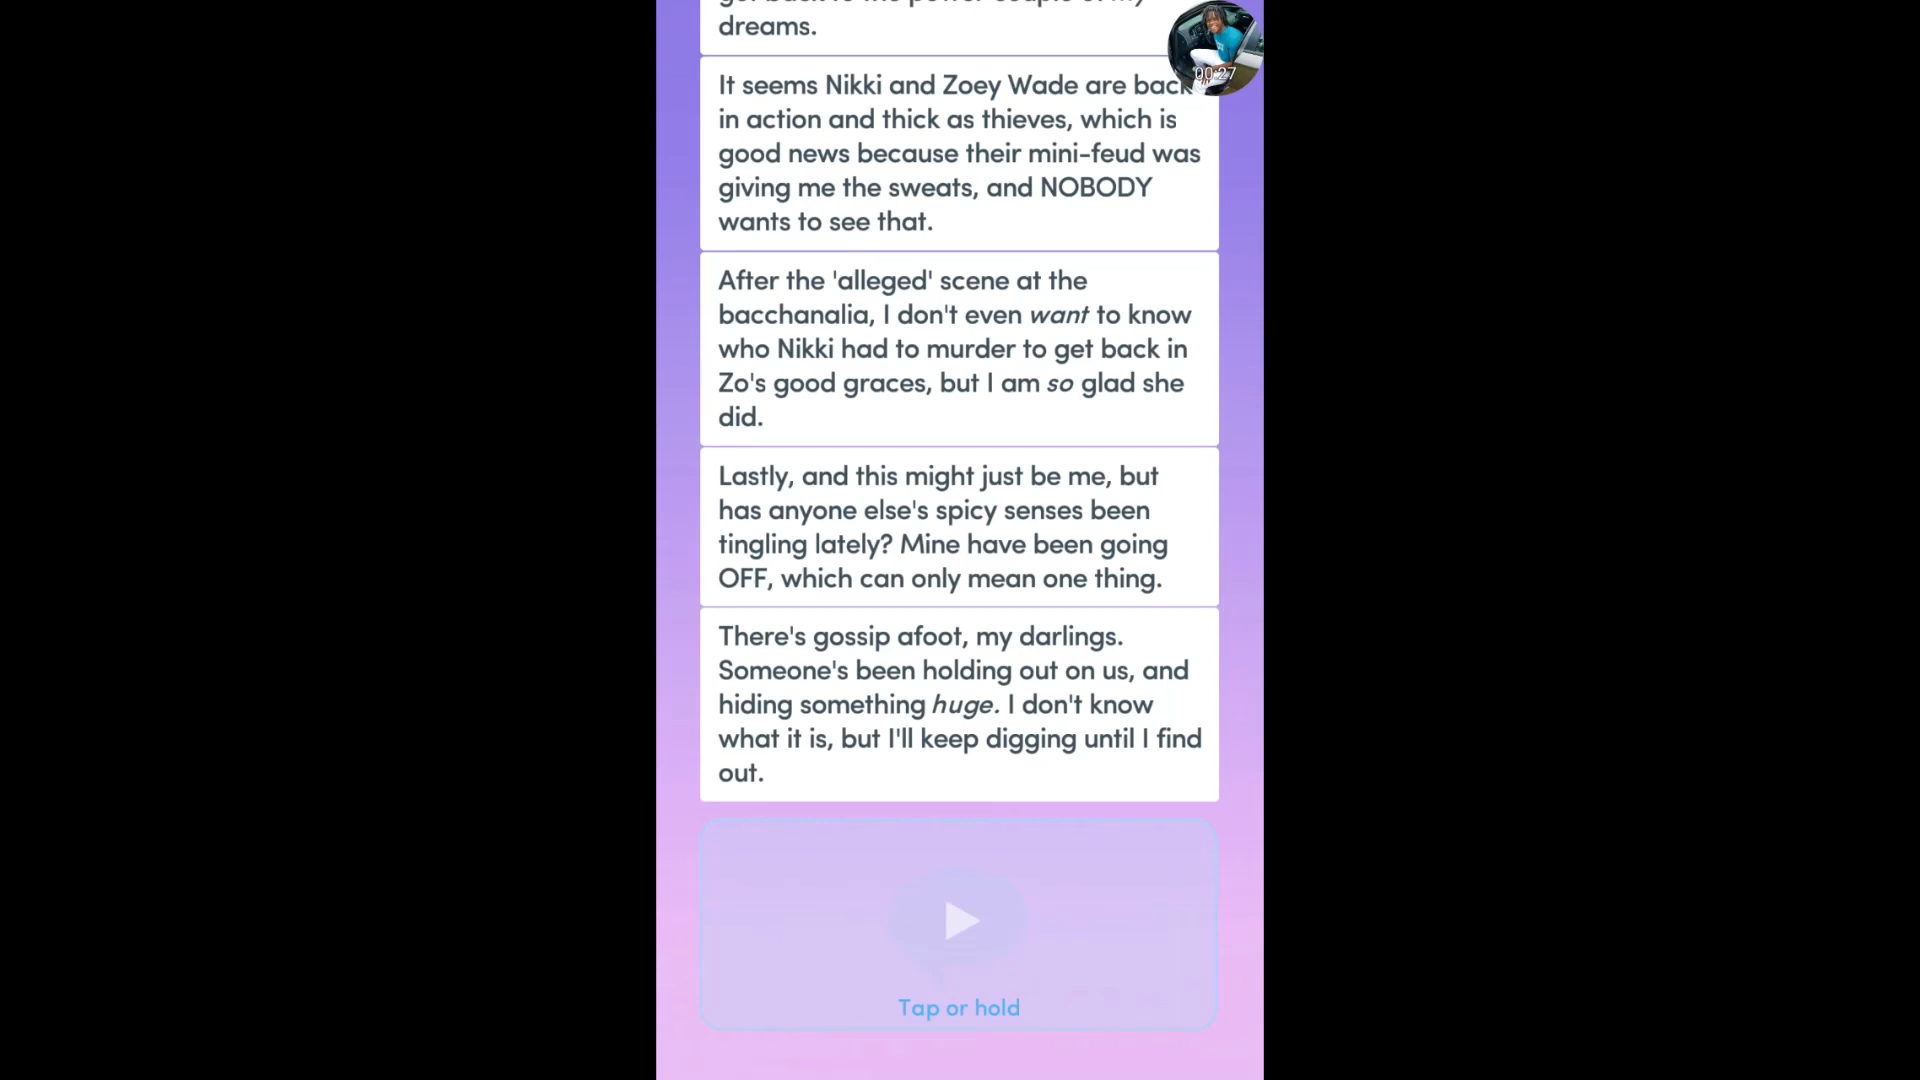 dreams.
00:27
It seems Nikki and Zoey Wade are back
in action and thick as thieves, which is
good news because their mini-feud was
giving me the sweats, and NOBODY
wants to see that.
After the 'alleged' scene at the
bacchanalia, I don't even want to know
who Nikki had to murder to get back in
Zo's good graces, but I am so glad she
did.
Lastly, and this might just be me, but
has anyone else's spicy senses been
tingling lately? Mine have been going
OFF, which can only mean one thing.
There's gossip afoot, my darlings.
Someone's been holding out on us, and
hiding something huge. I don't know
what it is, but I'll keep digging until I find
out.
Tap or hold